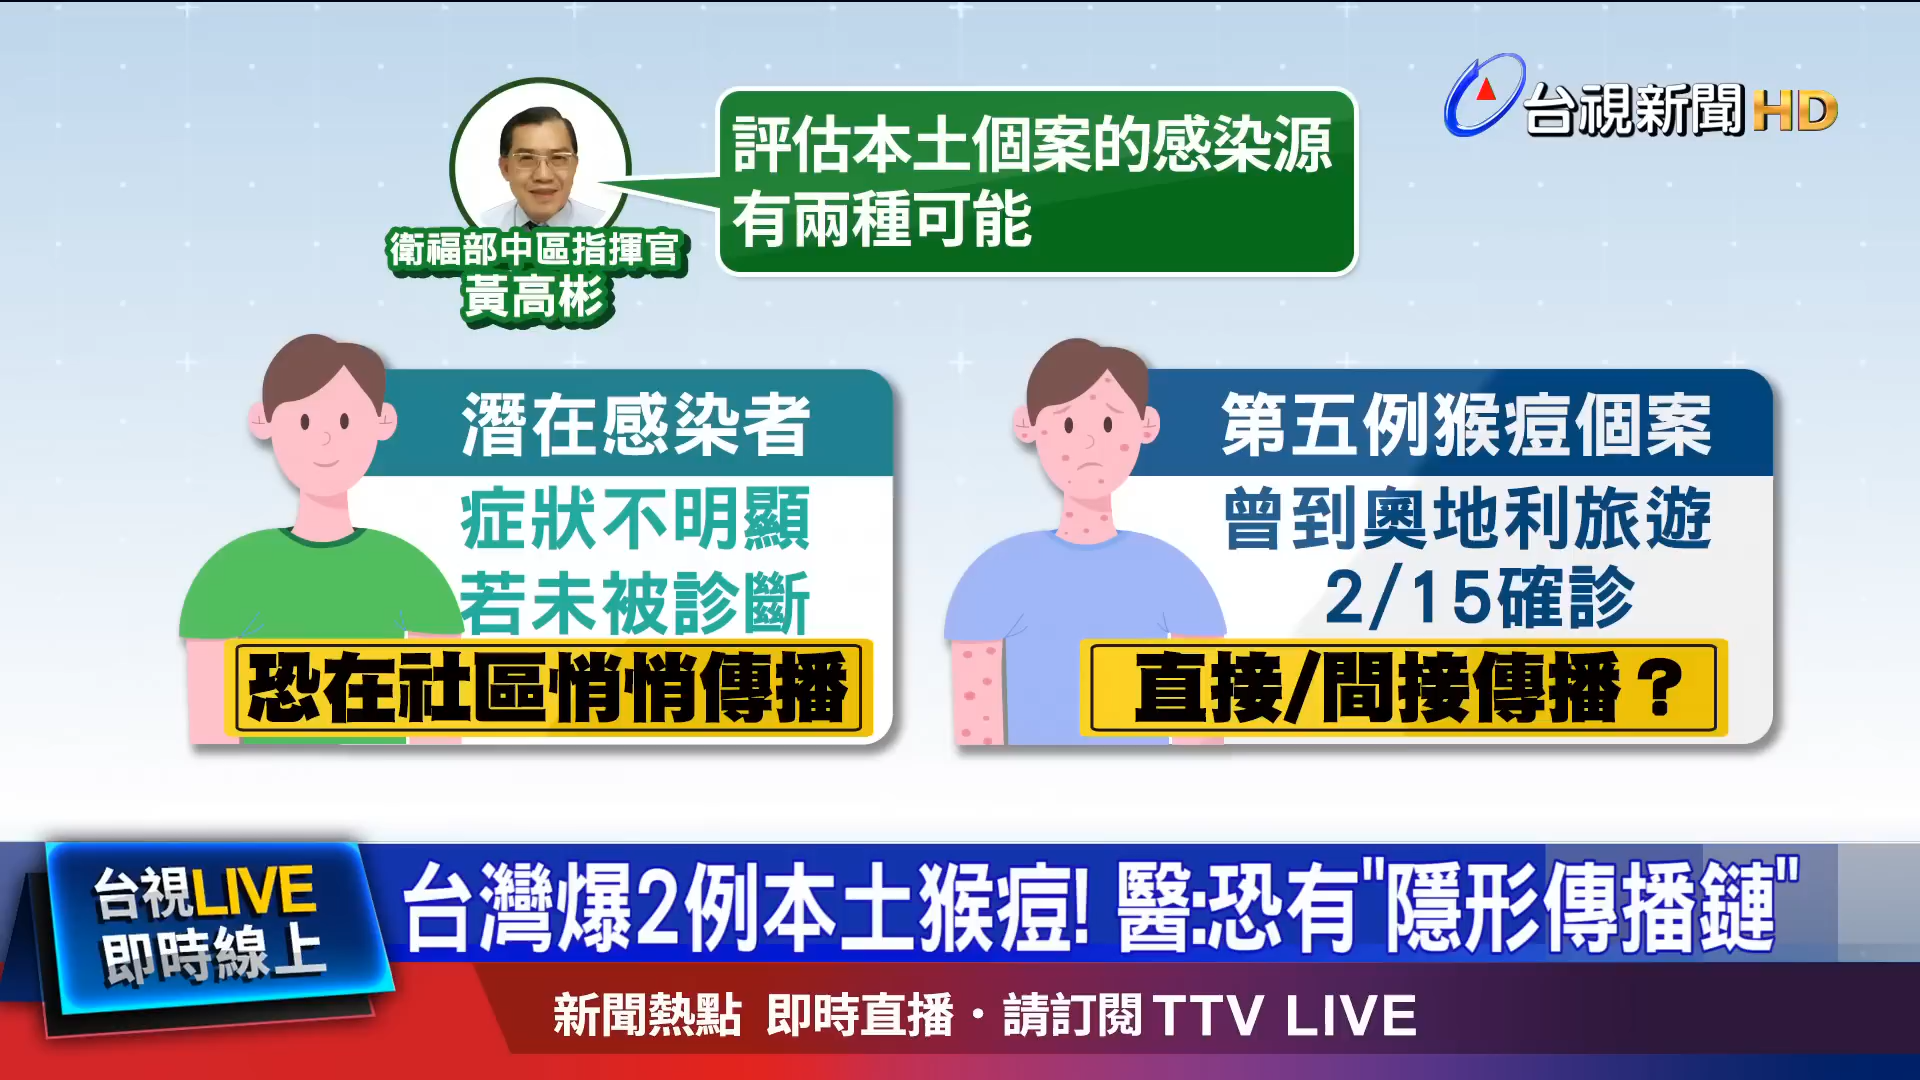 台視新聞HD
評估本土個案的感染源
有兩種可能
衛福部中區指揮官
黃高彬
潛在感染者
症狀不明顯
若未被診斷
恐在社區悄悄傳播
第五例猴痘個案
曾到奧地利旅遊
2/15確診
直接/間接傳播？
台視LIVE
即時線上
台灣爆2例本土猴痘! 醫:恐有"隱形傳播鏈"
新聞熱點 即時直播・請訂閱TTV LIVE